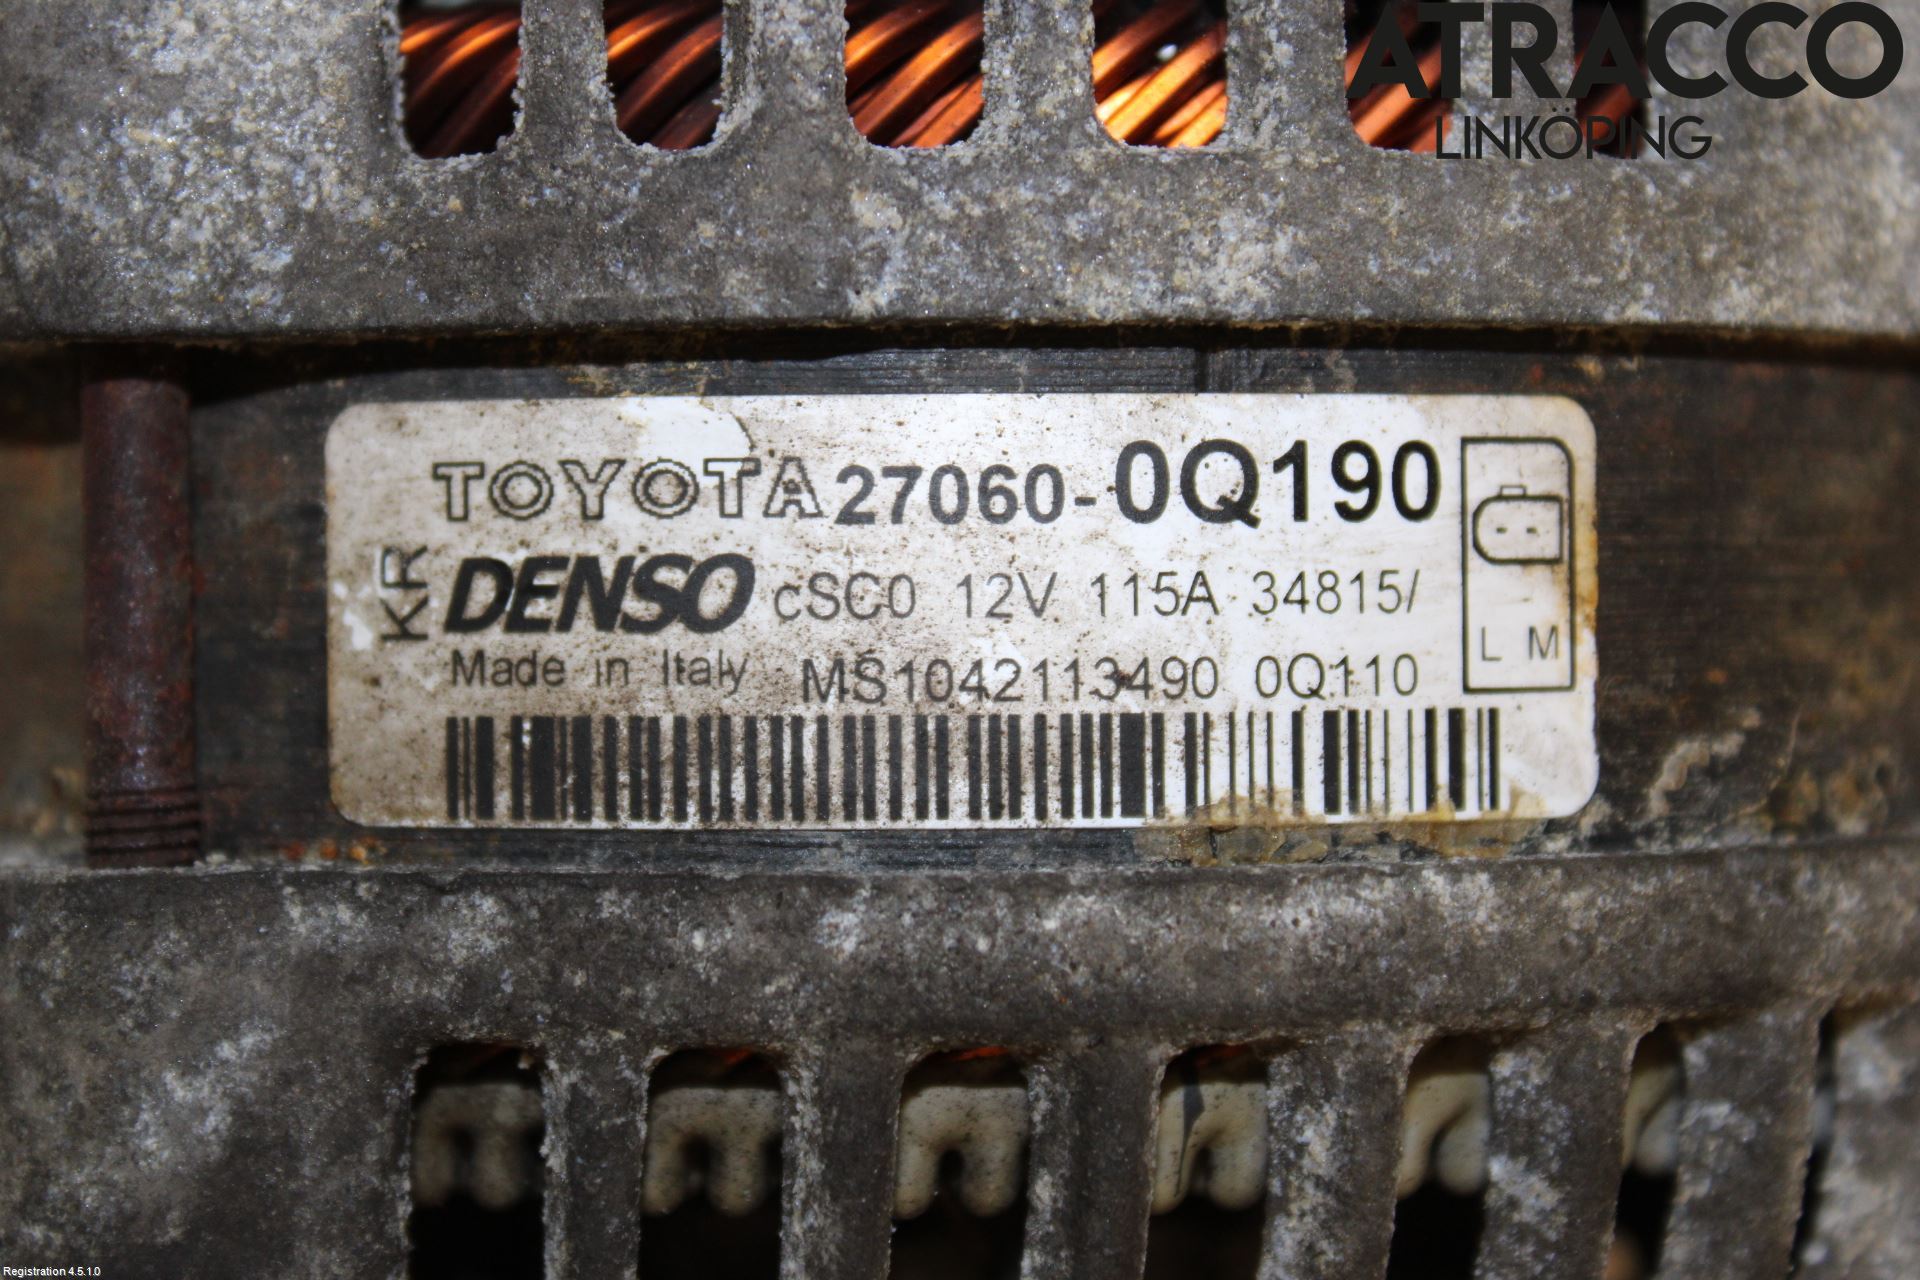 ATRACCO
LINKÖPING
TOYOTA 27060-0Q190
KR
DENSO cSC0 12V 115A 34815/
Made in Italy MS1042113490 0Q110
L M
Registration 4.5.1.0